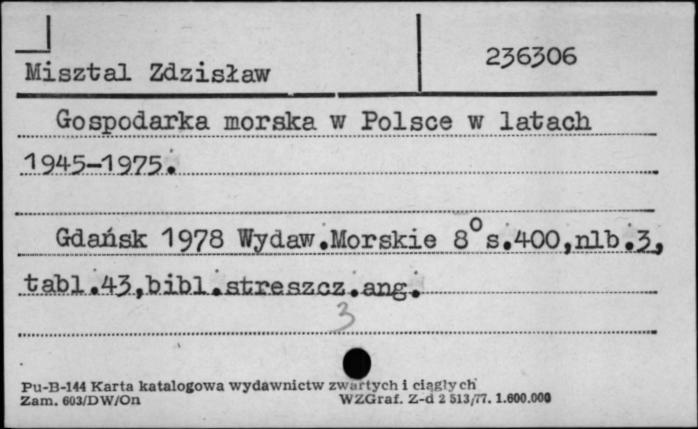 Misztal Zdzisław
236306
Gospodarka morska w Polsce w latach
1945-1975.
Gdańsk 1978 Wydaw.Morskie 8° s.400,nlb.3,
tabl.43,bibl.streszcz.ang.
3
Pu-B-144 Karta katalogowa wydawnictw zwartych i ciągłych
Zam. 603/DW/On WZGraf. Z-d 2 513/77. 1.600.000